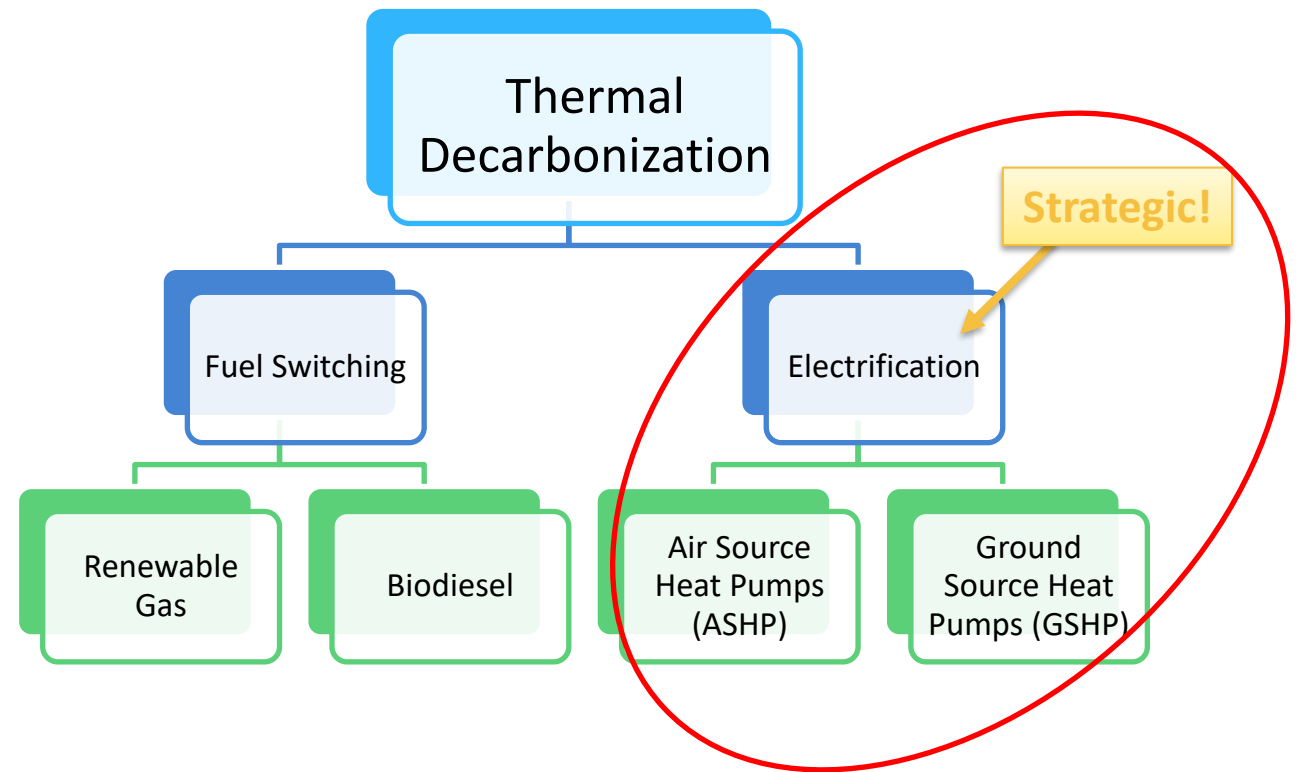 Thermal
Decarbonization
Strategic!
Fuel Switching
Electrification
Renewable
Gas
Biodiesel
Air Source
Heat Pumps
(ASHP)
Ground
Source Heat
Pumps (GSHP)